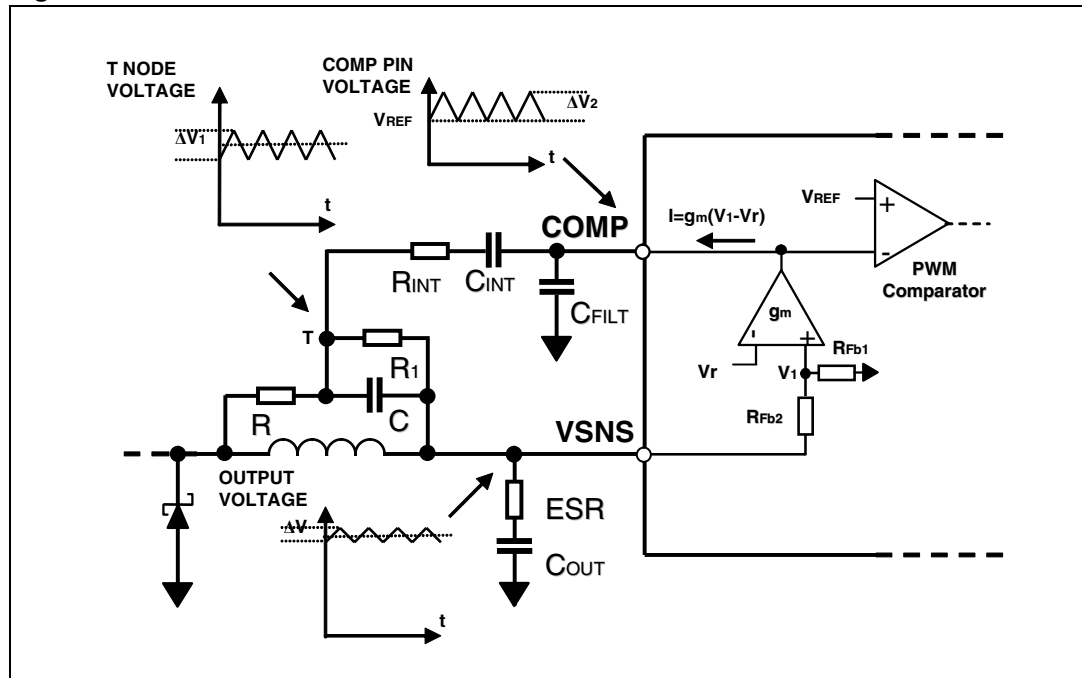 T NODE
VOLTAGE
COMP PIN
VOLTAGE
ΔV1
VREF
ΔV2
t
t
COMP
I=gm(V1-Vr)
VREF
+
-
PWM
Comparator
RINT
CINT
CFILT
gm
-
+
Vr
V1
RFb1
RFb2
T
R1
R
C
VSNS
OUTPUT
VOLTAGE
ΔV
ESR
COUT
t